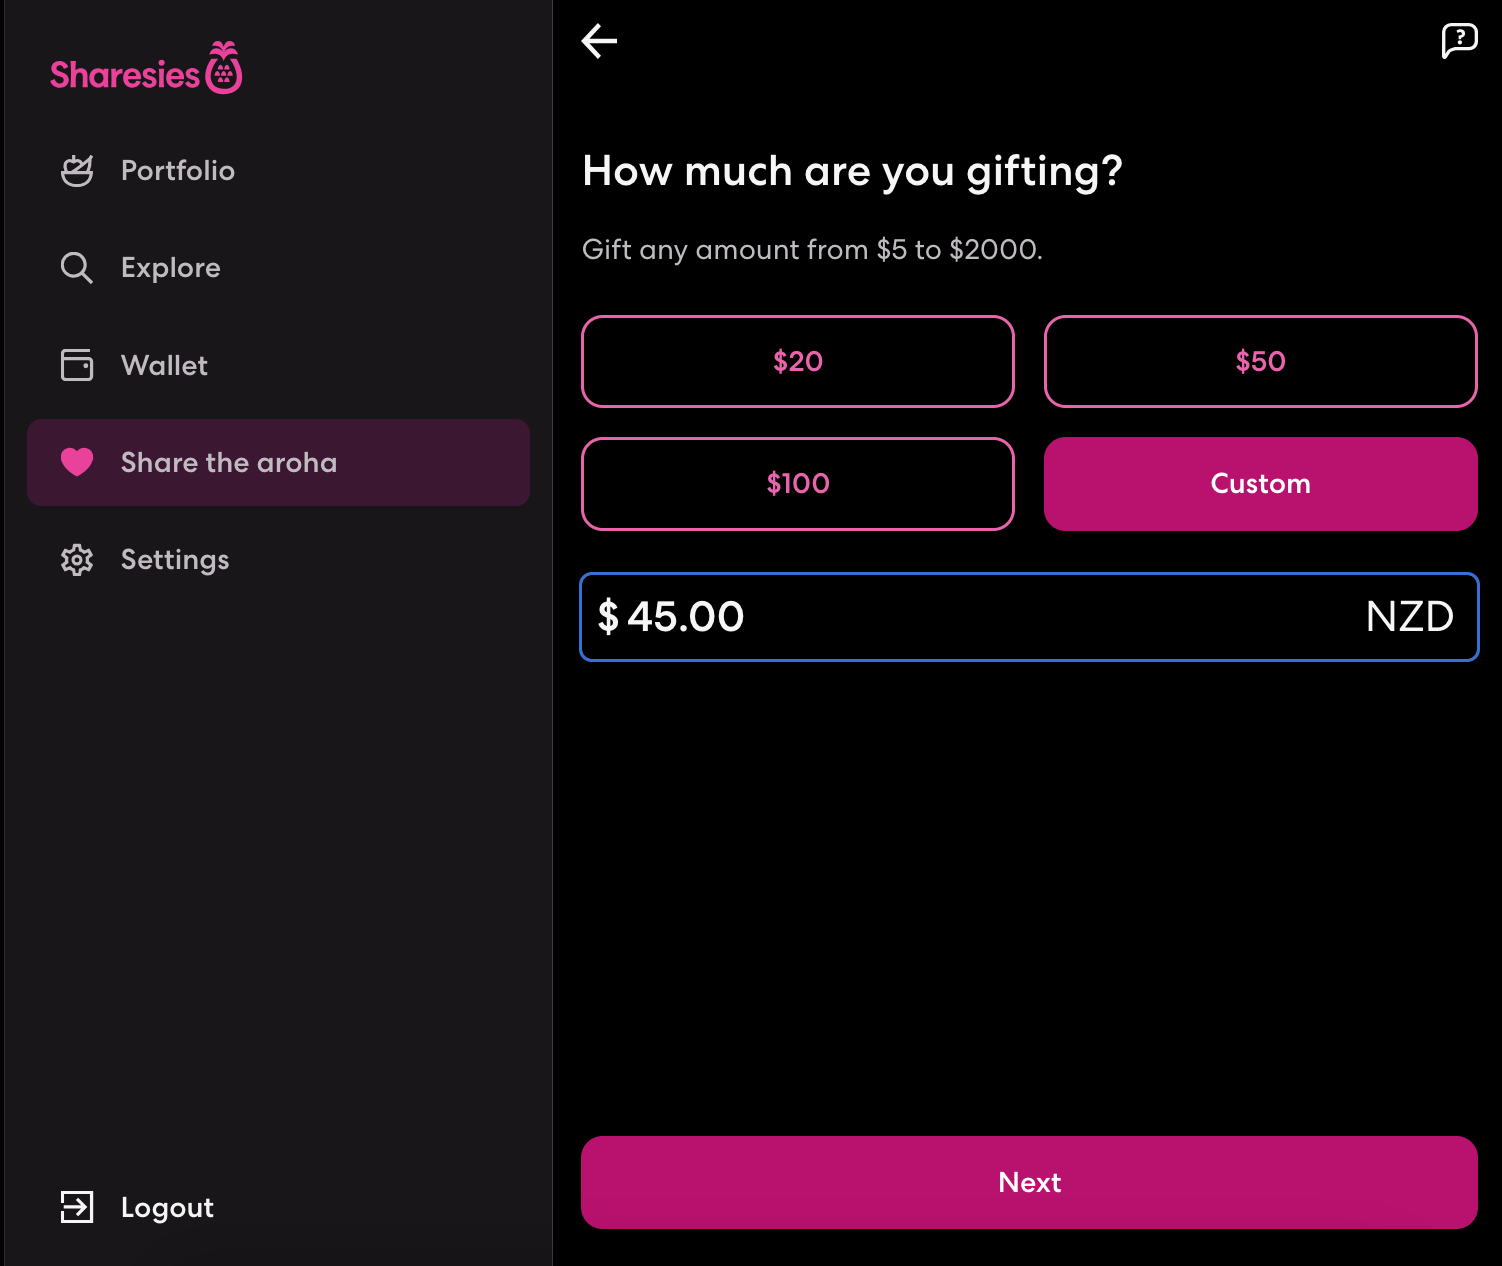 Sharesies
Portfolio
Explore
Wallet
Share the aroha
Settings
Logout
?
How much are you gifting?
Gift any amount from $5 to $2000.
$20
$50
$100
Custom
$ 45.00 NZD
Next